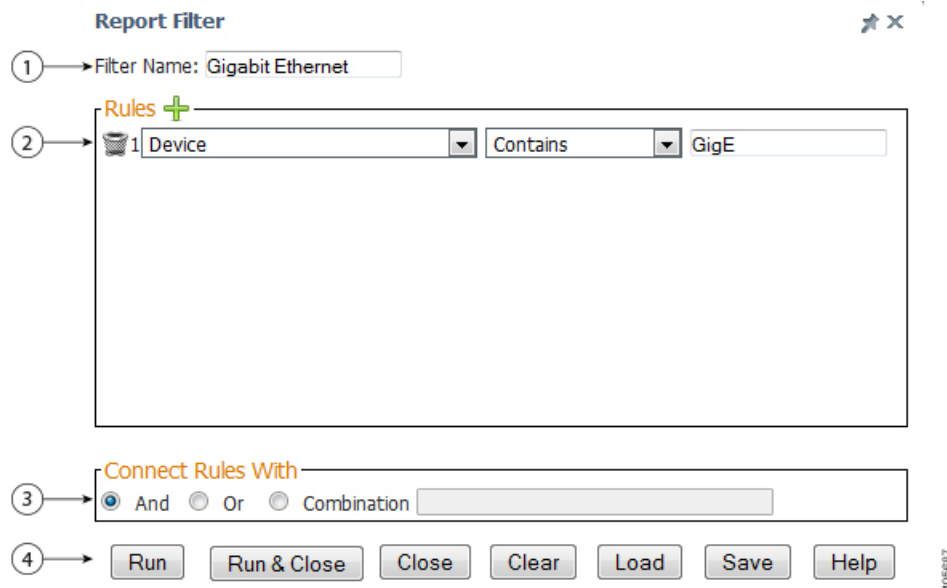 Report Filter
1 Filter Name: Gigabit Ethernet
Rules
2 1 Device Contains GigE
Connect Rules With
3 And Or Combination
4 Run Run & Close Close Clear Load Save Help